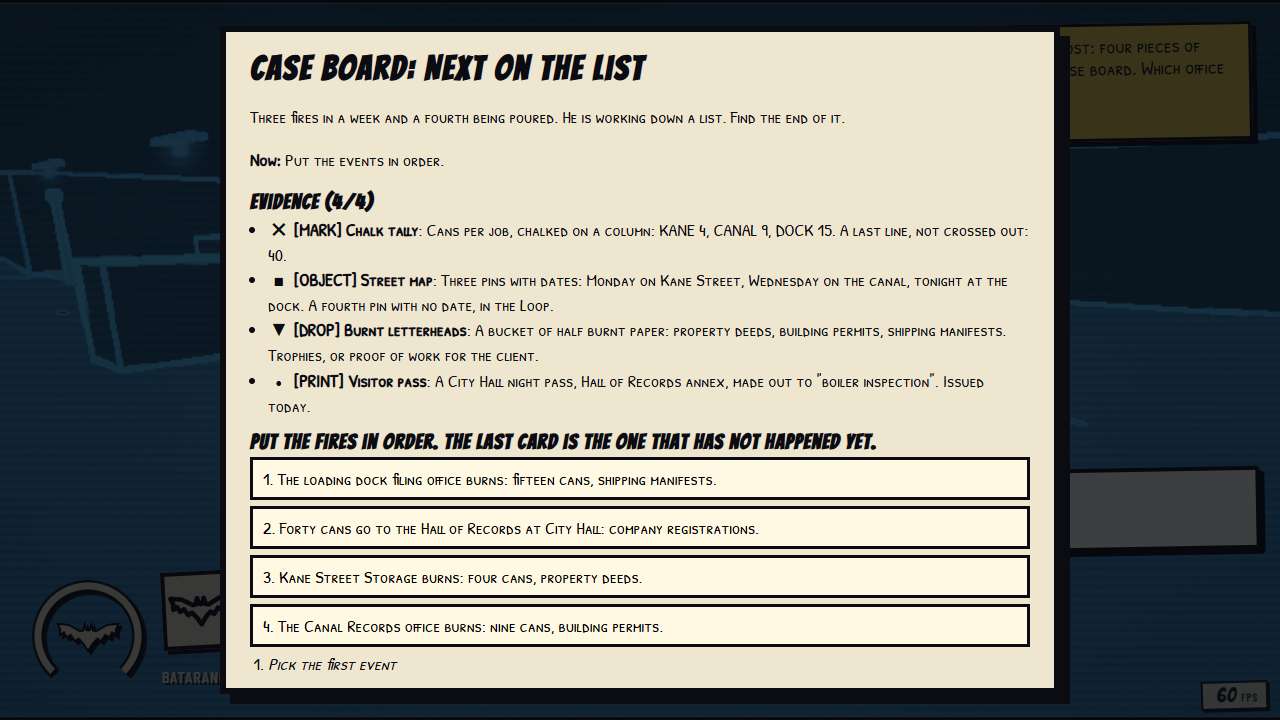 CASE BOARD: NEXT ON THE LIST
Three fires in a week and a fourth being poured. He is working down a list. Find the end of it.
Now: Put the events in order.
EVIDENCE (4/4)
• ✕ [MARK] Chalk tally: Cans per job, chalked on a column: KANE 4, CANAL 9, DOCK 15. A last line, not crossed out:
40.
• ■ [OBJECT] Street map: Three pins with dates: Monday on Kane Street, Wednesday on the canal, tonight at the
dock. A fourth pin with no date, in the Loop.
• ▼ [DROP] Burnt letterheads: A bucket of half burnt paper: property deeds, building permits, shipping manifests.
Trophies, or proof of work for the client.
• • [PRINT] Visitor pass: A City Hall night pass, Hall of Records annex, made out to "boiler inspection". Issued
today.
PUT THE FIRES IN ORDER. THE LAST CARD IS THE ONE THAT HAS NOT HAPPENED YET.
1. The loading dock filing office burns: fifteen cans, shipping manifests.
2. Forty cans go to the Hall of Records at City Hall: company registrations.
3. Kane Street Storage burns: four cans, property deeds.
4. The Canal Records office burns: nine cans, building permits.
1. Pick the first event
four pieces of
board. Which office
60 FPS